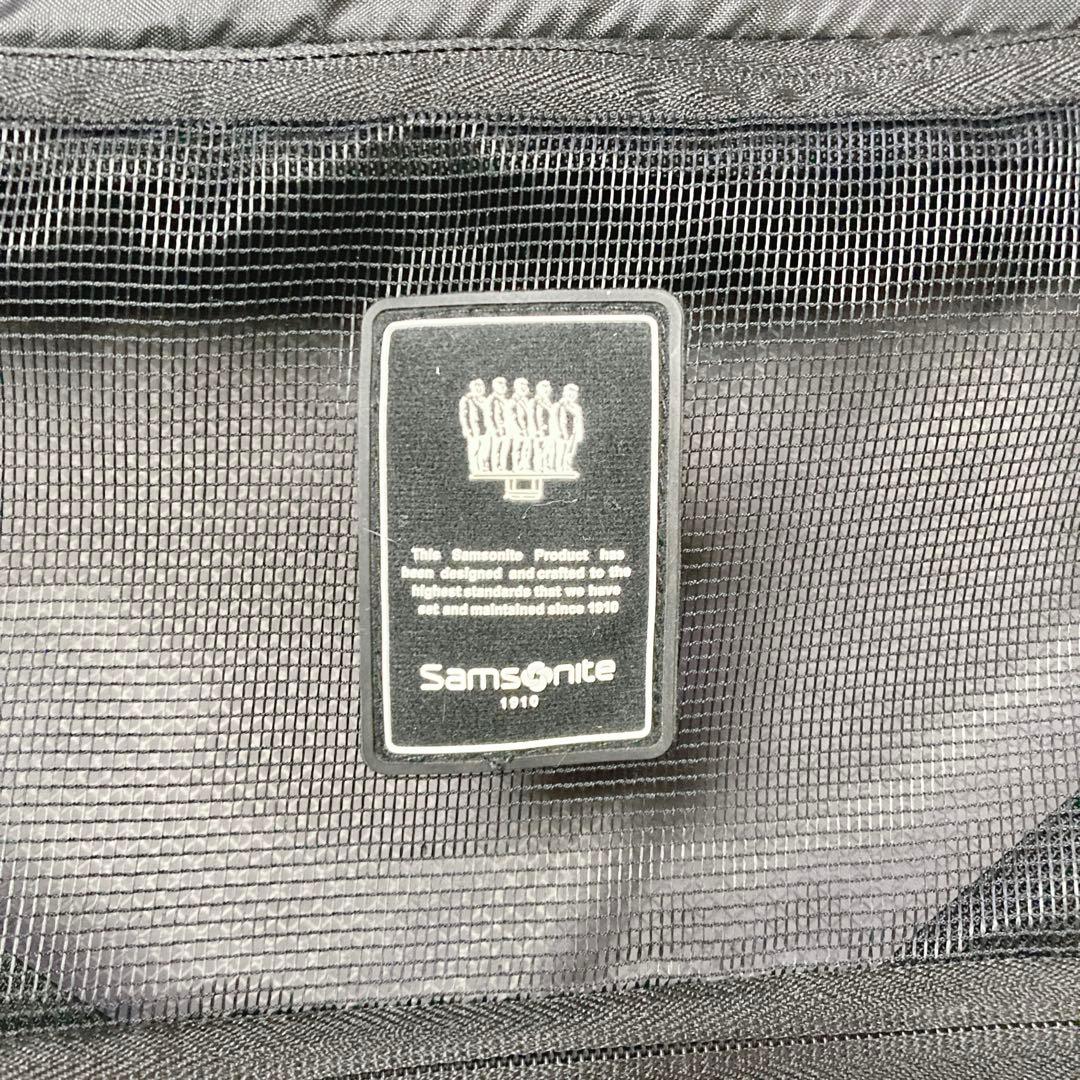 This Samsonite Product has
been designed and crafted to the
highest standards that we have
set and maintained since 1910
Samsonite
1910